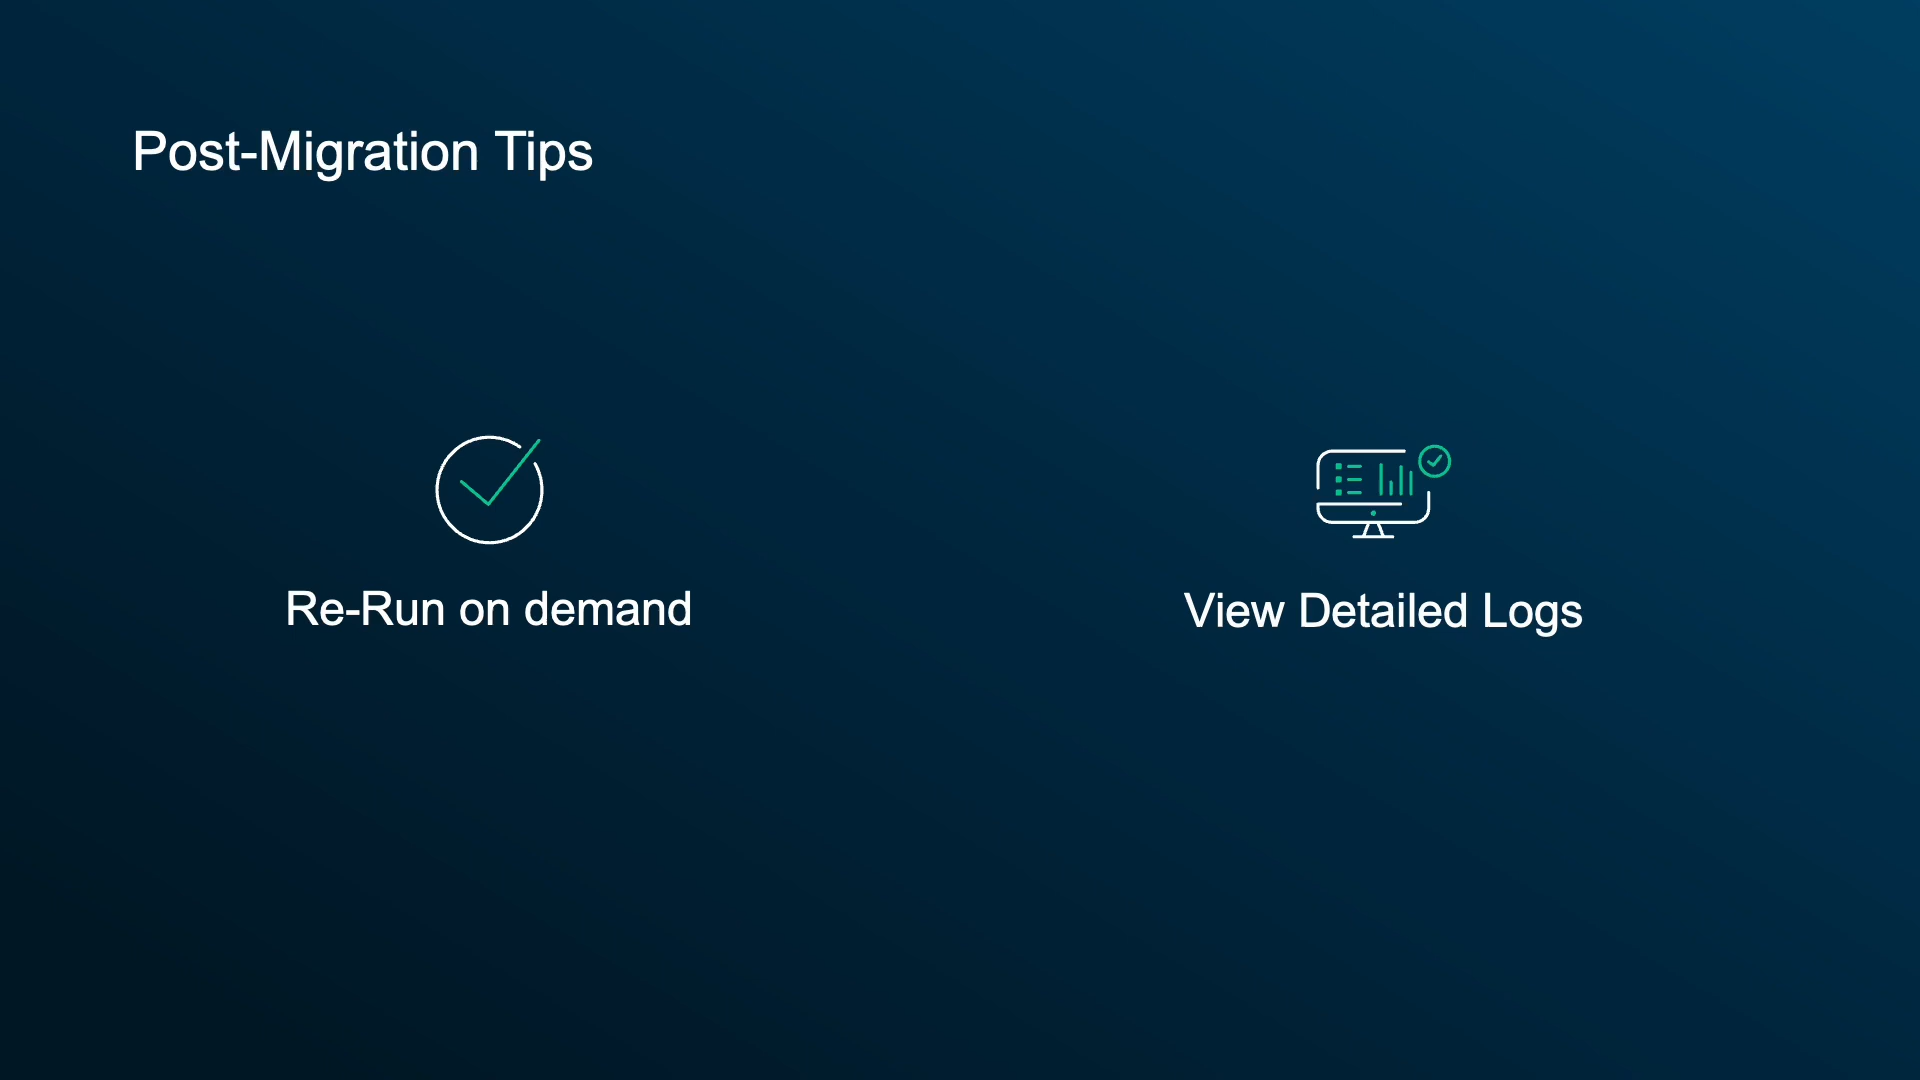 Post-Migration Tips
Re-Run on demand
View Detailed Logs